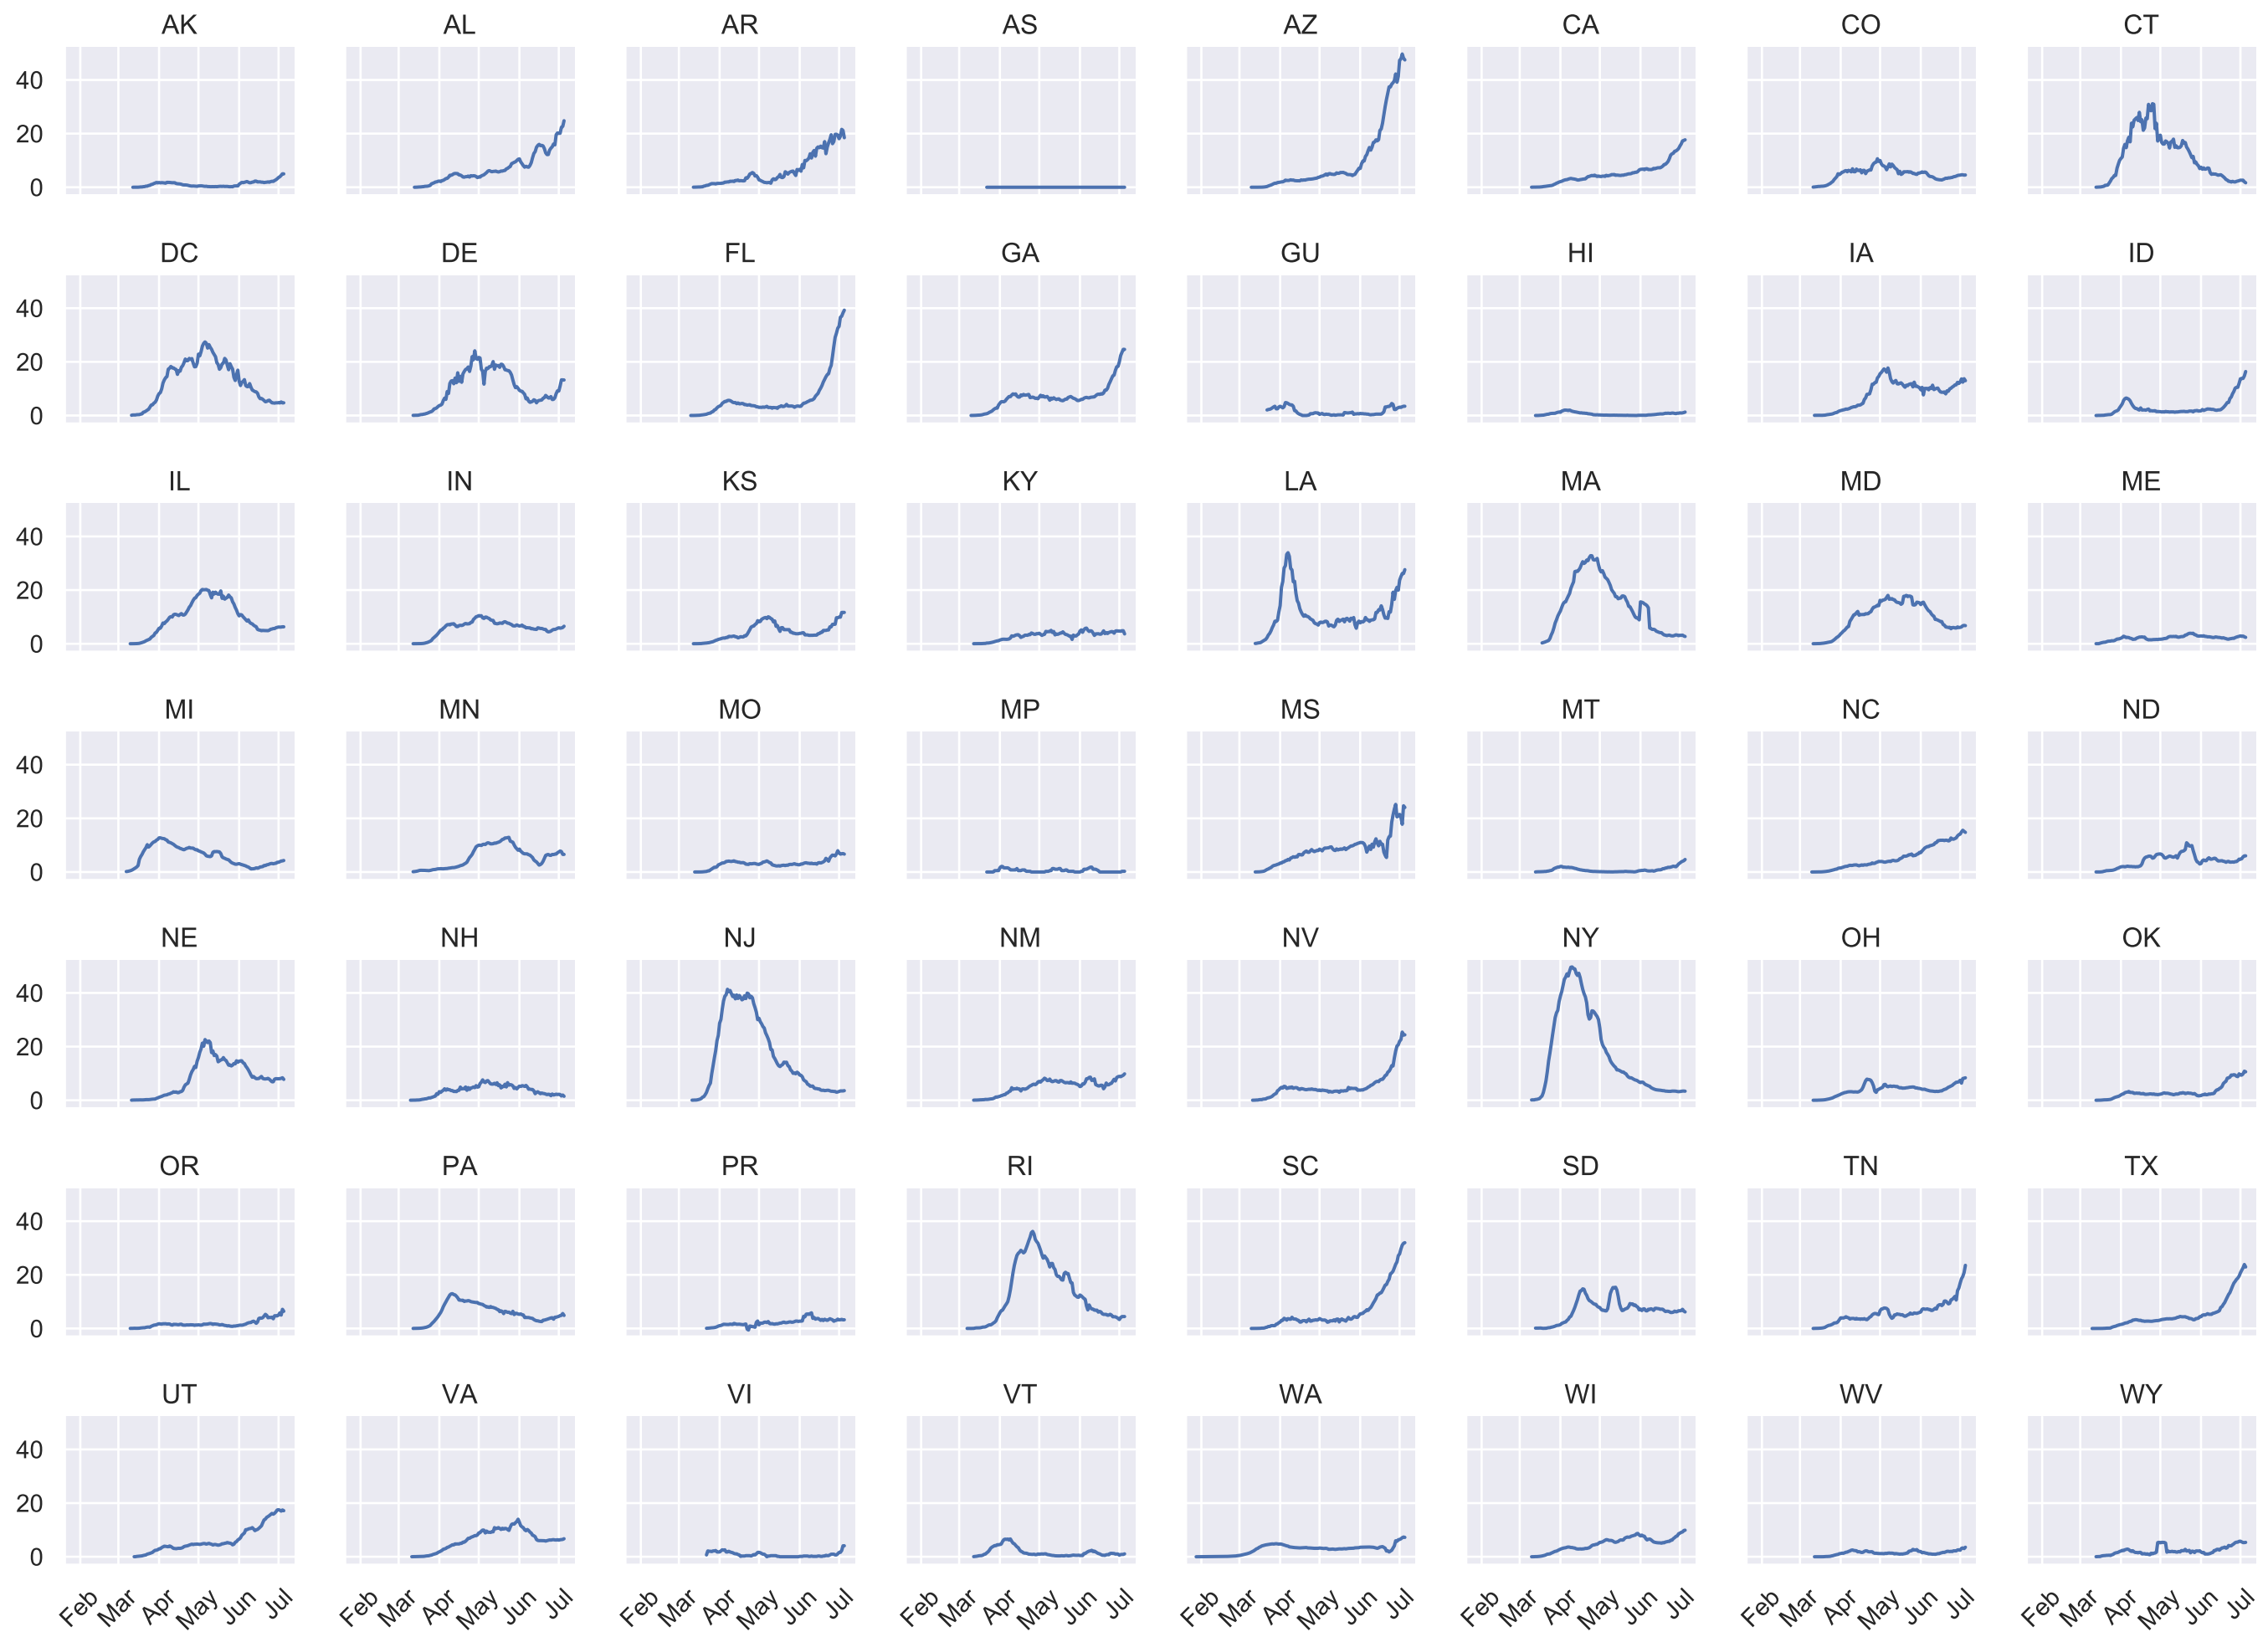 AK AL AR AS AZ CA CO CT
40
20
0
DC DE FL GA GU HI IA ID
40
20
0
IL IN KS KY LA MA MD ME
40
20
0
MI MN MO MP MS MT NC ND
40
20
0
NE NH NJ NM NV NY OH OK
40
20
0
OR PA PR RI SC SD TN TX
40
20
0
UT VA VI VT WA WI WV WY
40
20
0
Feb Mar Apr May Jun Jul Feb Mar Apr May Jun Jul Feb Mar Apr May Jun Jul Feb Mar Apr May Jun Jul Feb Mar Apr May Jun Jul Feb Mar Apr May Jun Jul Feb Mar Apr May Jun Jul Feb Mar Apr May Jun Jul